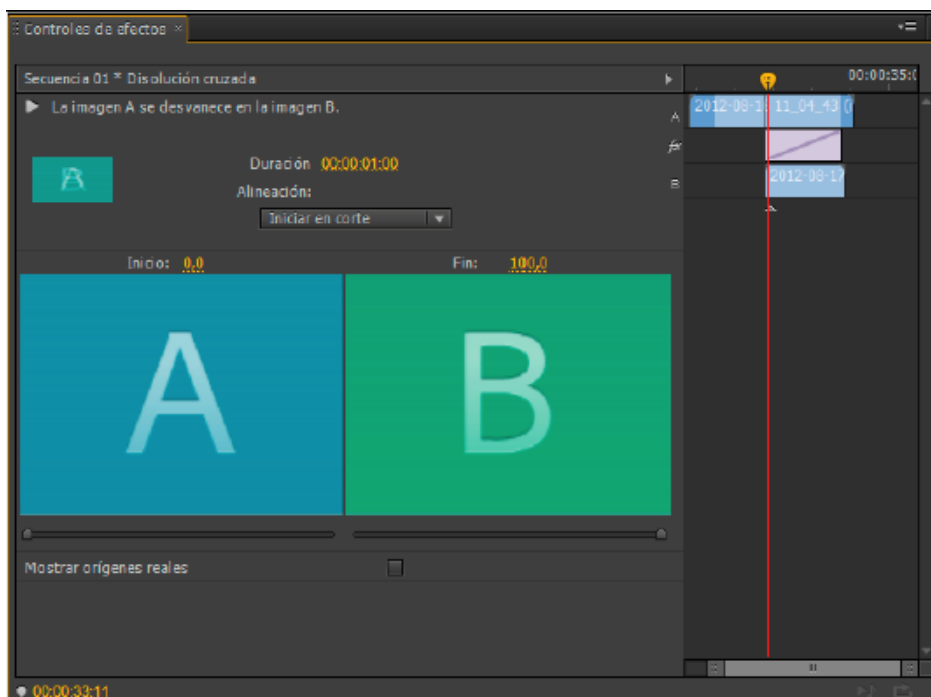 Controles de efectos ×
Secuencia 01 * Disolución cruzada
00:00:35:0
La imagen A se desvanece en la imagen B.
A
2012-08-1 11_04_43 (
fx
A
Duración 00:00:01:00
2012-08-17
B
Alineación:
Iniciar en corte
Inicio: 0,0
Fin: 100,0
A
B
Mostrar orígenes reales
00:00:33:11